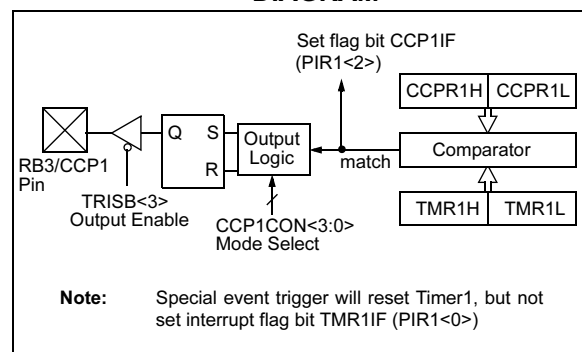 DIAGRAM
Set flag bit CCP1IF
(PIR1<2>)
CCPR1H CCPR1L
Q S Output
Logic
R
match
Comparator
RB3/CCP1
Pin
TRISB<3>
Output Enable
CCP1CON<3:0>
Mode Select
TMR1H TMR1L
Note: Special event trigger will reset Timer1, but not
set interrupt flag bit TMR1IF (PIR1<0>)